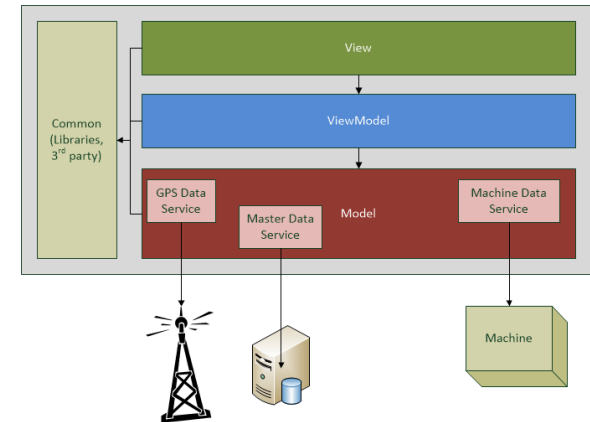 View
Common
(Libraries,
3rd party)
ViewModel
GPS Data
Service
Master Data
Service
Model
Machine Data
Service
Machine